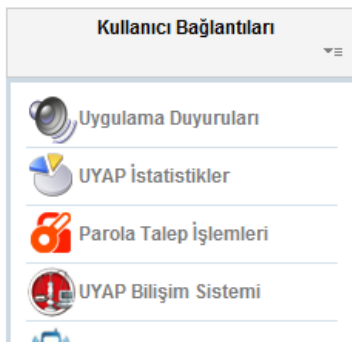 Kullanıcı Bağlantıları
Uygulama Duyuruları
UYAP İstatistikler
Parola Talep İşlemleri
UYAP Bilişim Sistemi